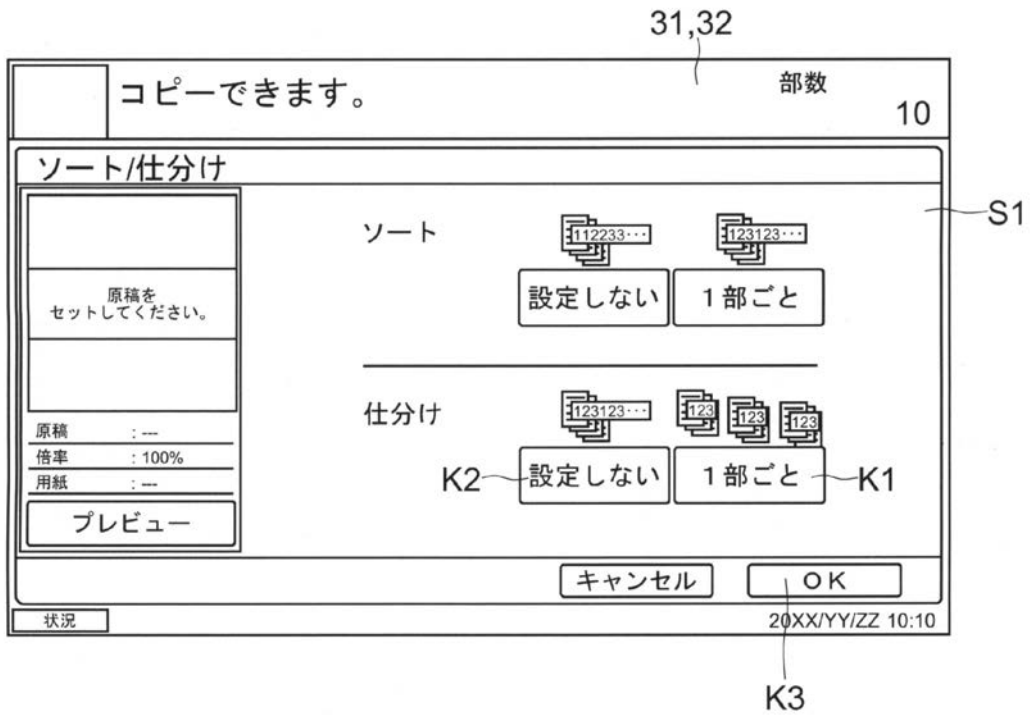 31,32
コピーできます。
部数
10
ソート/仕分け
S1
原稿を
セットしてください。
ソート
112233･･･
123123･･･
設定しない
1部ごと
仕分け
123123･･･
123
123
123
K2
設定しない
1部ごと
K1
原稿 : ---
倍率 : 100%
用紙 : ---
プレビュー
キャンセル
OK
状況
20XX/YY/ZZ 10:10
K3